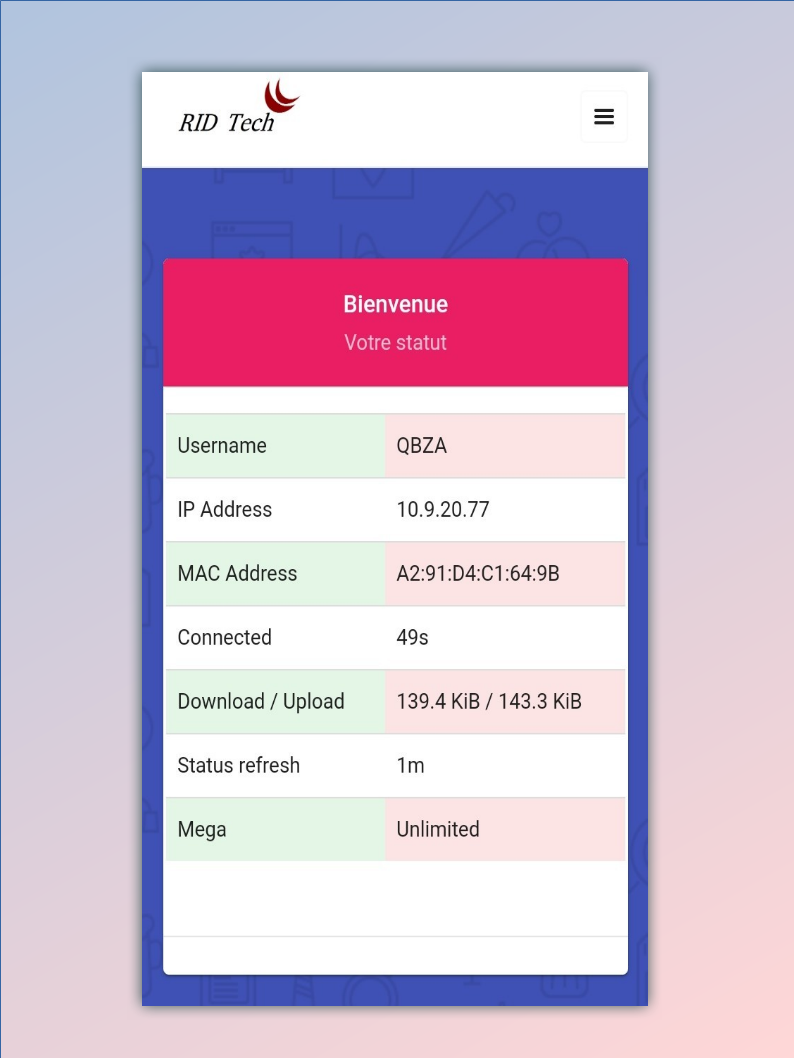 RID Tech
Bienvenue
Votre statut
Username QBZA
IP Address 10.9.20.77
MAC Address A2:91:D4:C1:64:9B
Connected 49s
Download / Upload 139.4 KiB / 143.3 KiB
Status refresh 1m
Mega Unlimited